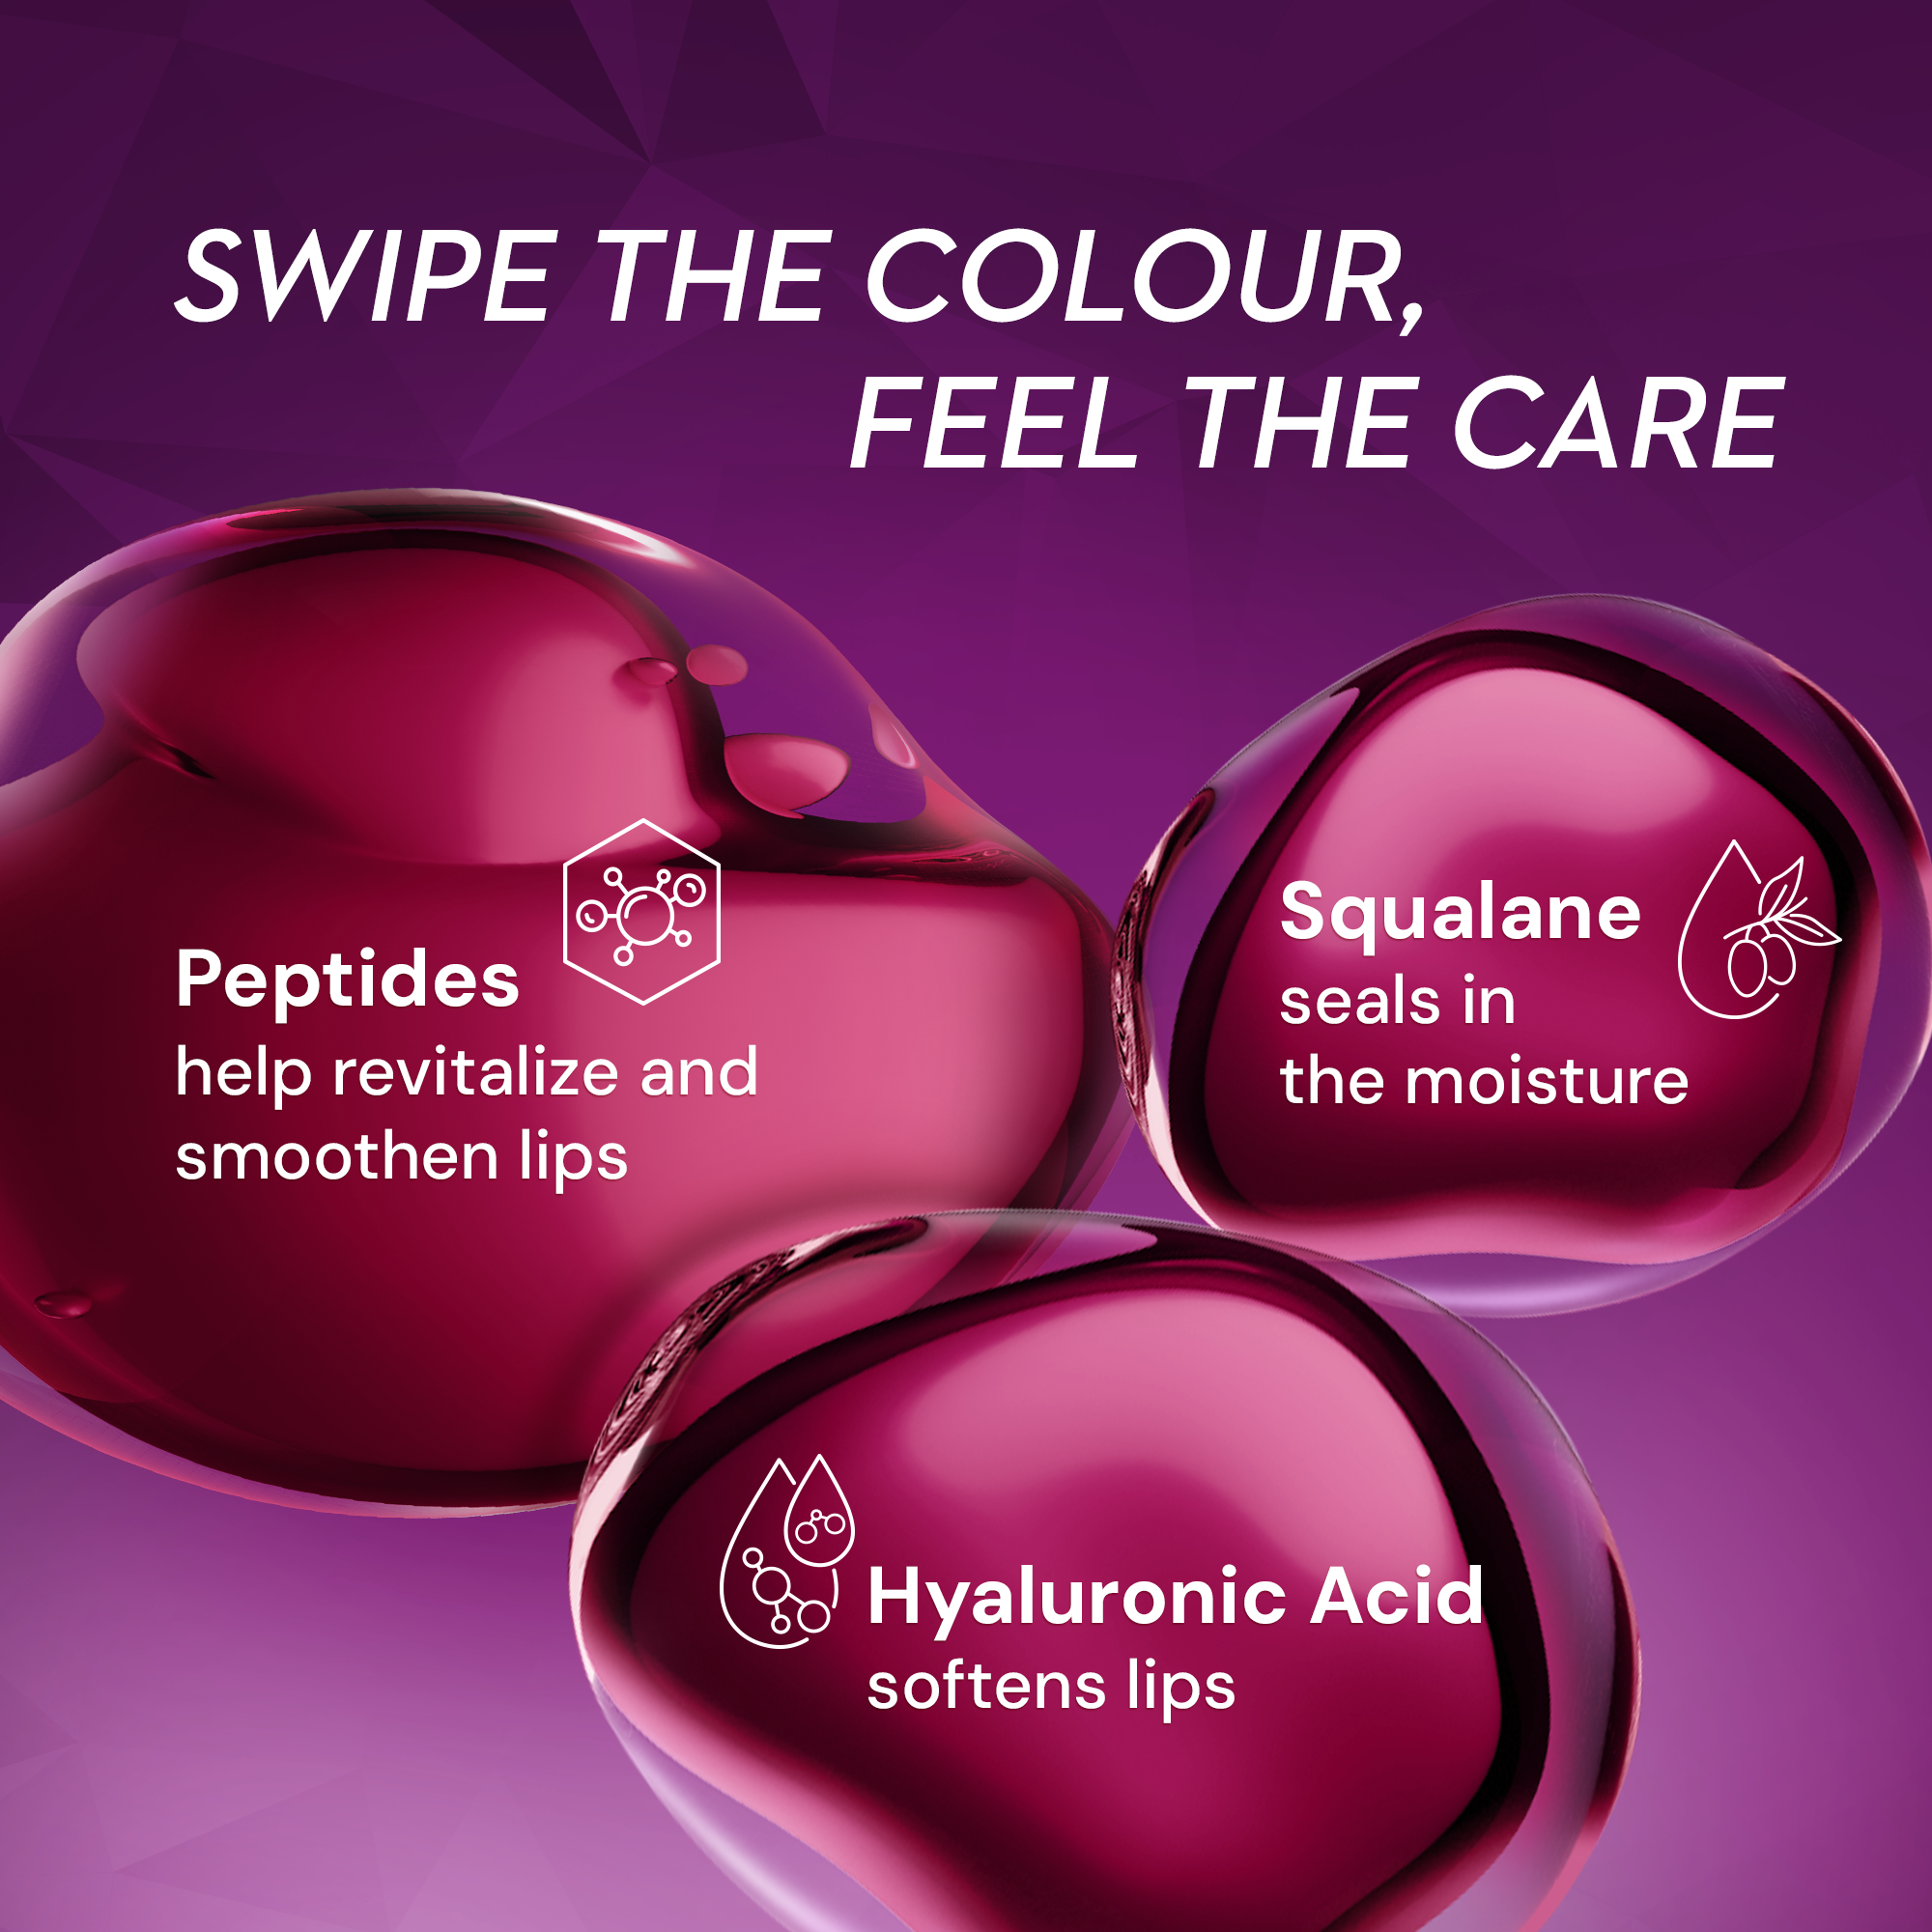 SWIPE THE COLOUR,
FEEL THE CARE
Peptides
help revitalize and
smoothen lips
Squalane
seals in
the moisture
Hyaluronic Acid
softens lips